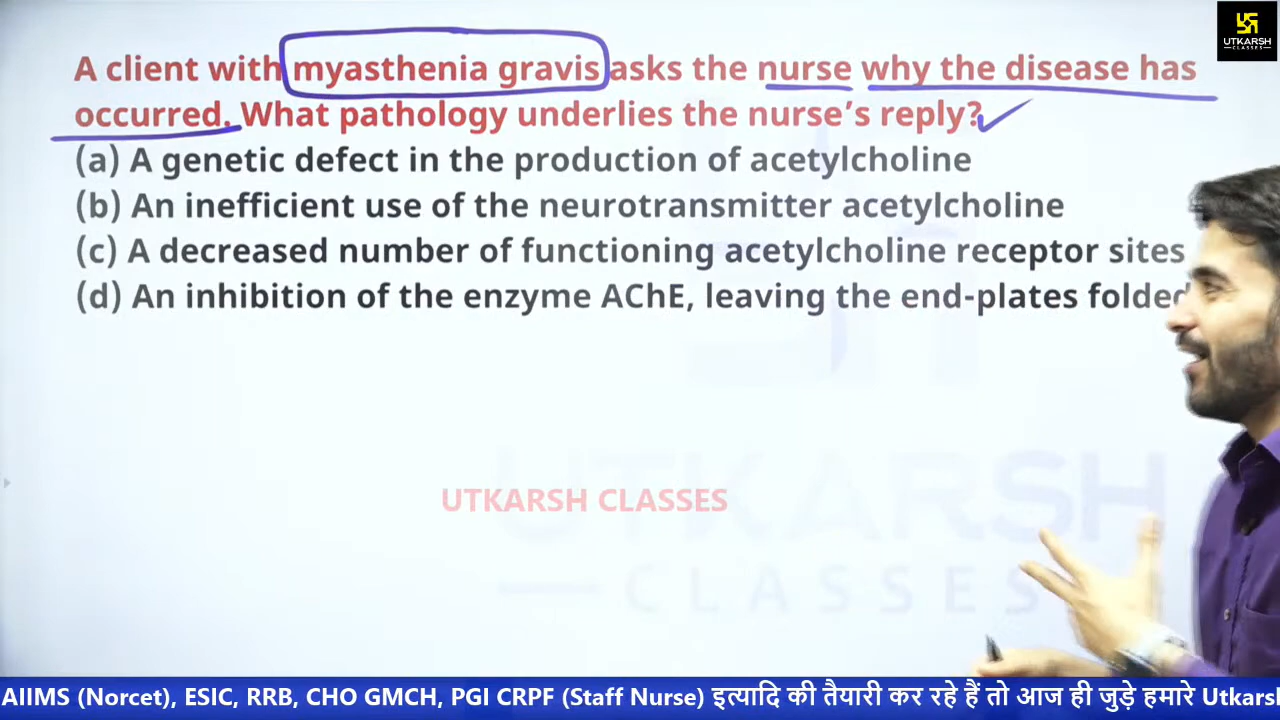 UTKARSH
CLASSES
A client with myasthenia gravis asks the nurse why the disease has
occurred. What pathology underlies the nurse's reply?
(a) A genetic defect in the production of acetylcholine
(b) An inefficient use of the neurotransmitter acetylcholine
(c) A decreased number of functioning acetylcholine receptor sites
(d) An inhibition of the enzyme AChE, leaving the end-plates folded
UTKARSH CLASSES
UTKARSH
CLASSES
AIIMS (Norcet), ESIC, RRB, CHO GMCH, PGI CRPF (Staff Nurse) इत्यादि की तैयारी कर रहे हैं तो आज ही जुड़े हमारे Utkarsh